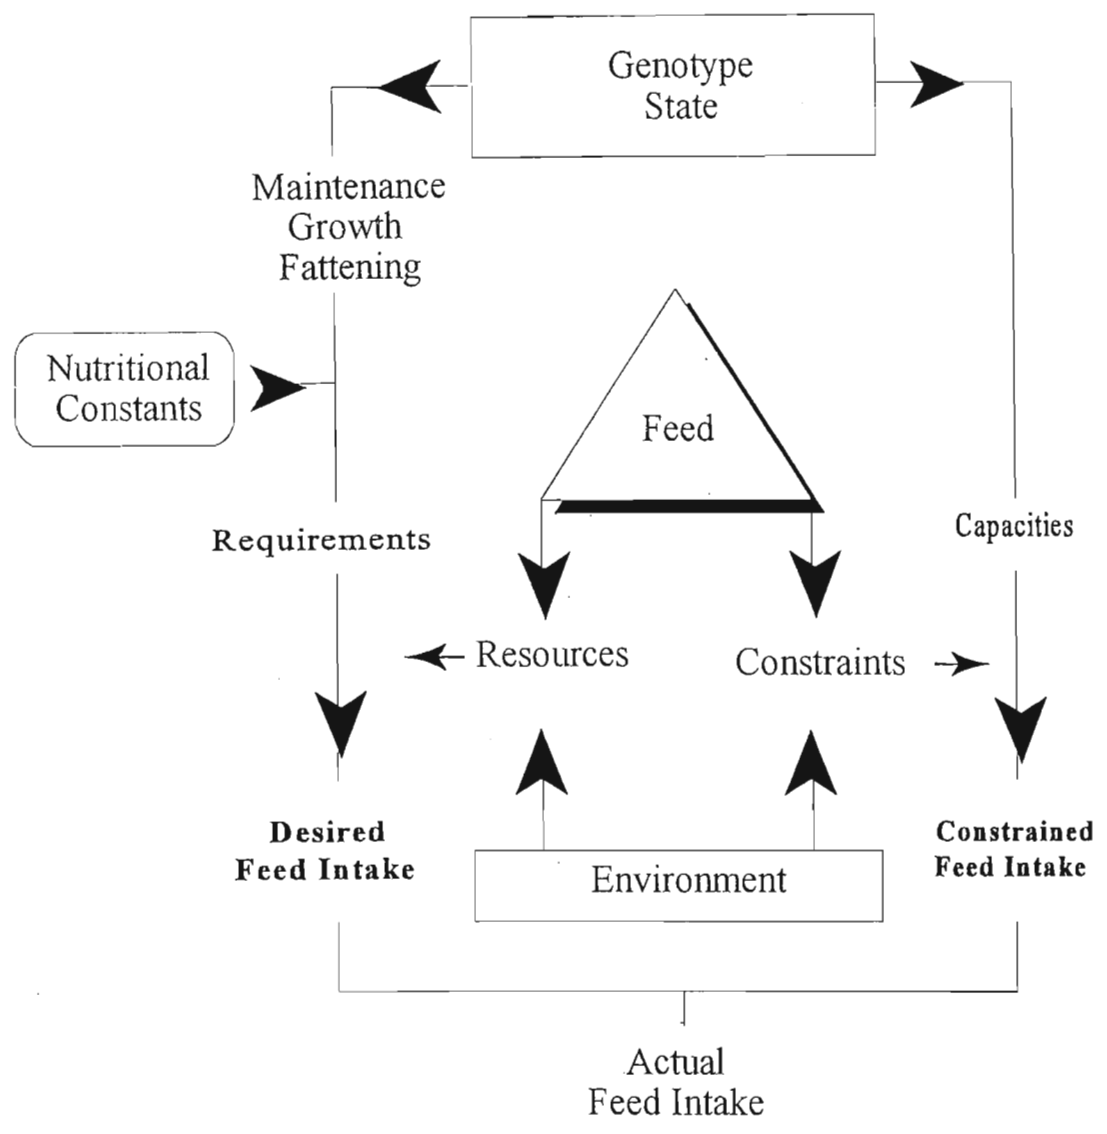 Genotype
State
Maintenance
Growth
Fattening
Nutritional
Constants
Feed
Requirements
Capacities
Resources
Constraints
Desired
Feed Intake
Constrained
Feed Intake
Environment
Actual
Feed Intake